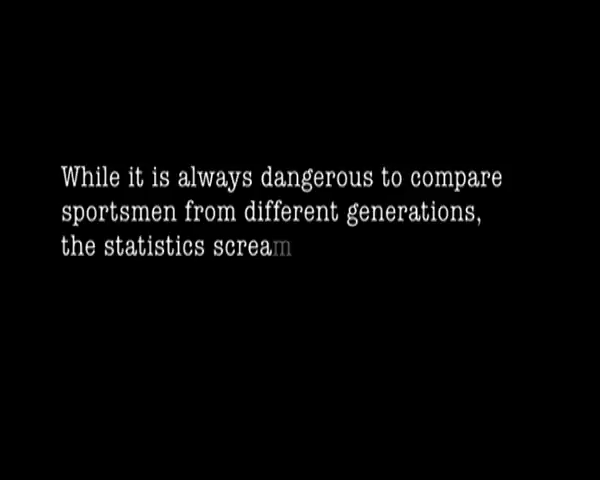 While it is always dangerous to compare
sportsmen from different generations,
the statistics scream